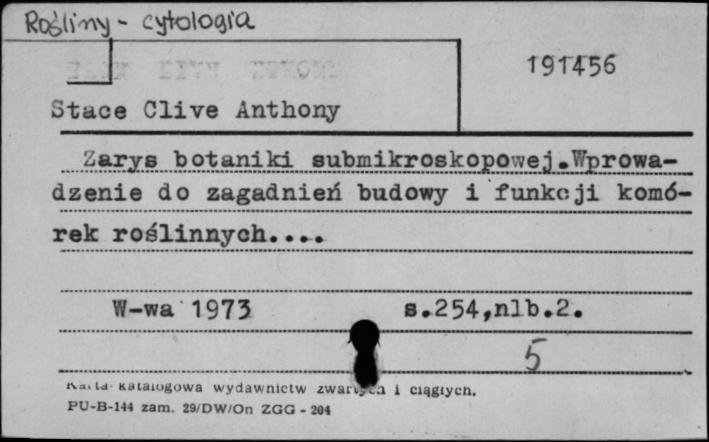 Rośliny - cytologia
191456
Stace Clive Anthony
Zarys botaniki submikroskopowej.Wprowa-
dzenie do zagadnień budowy i funkcji komó-
rek roślinnych....
W-wa 1973 s.254,nlb.2.
5
Karta katalogowa wydawnictw zwartych i ciągłych.
PU-B-144 zam. 29/DW/On ZGG - 204